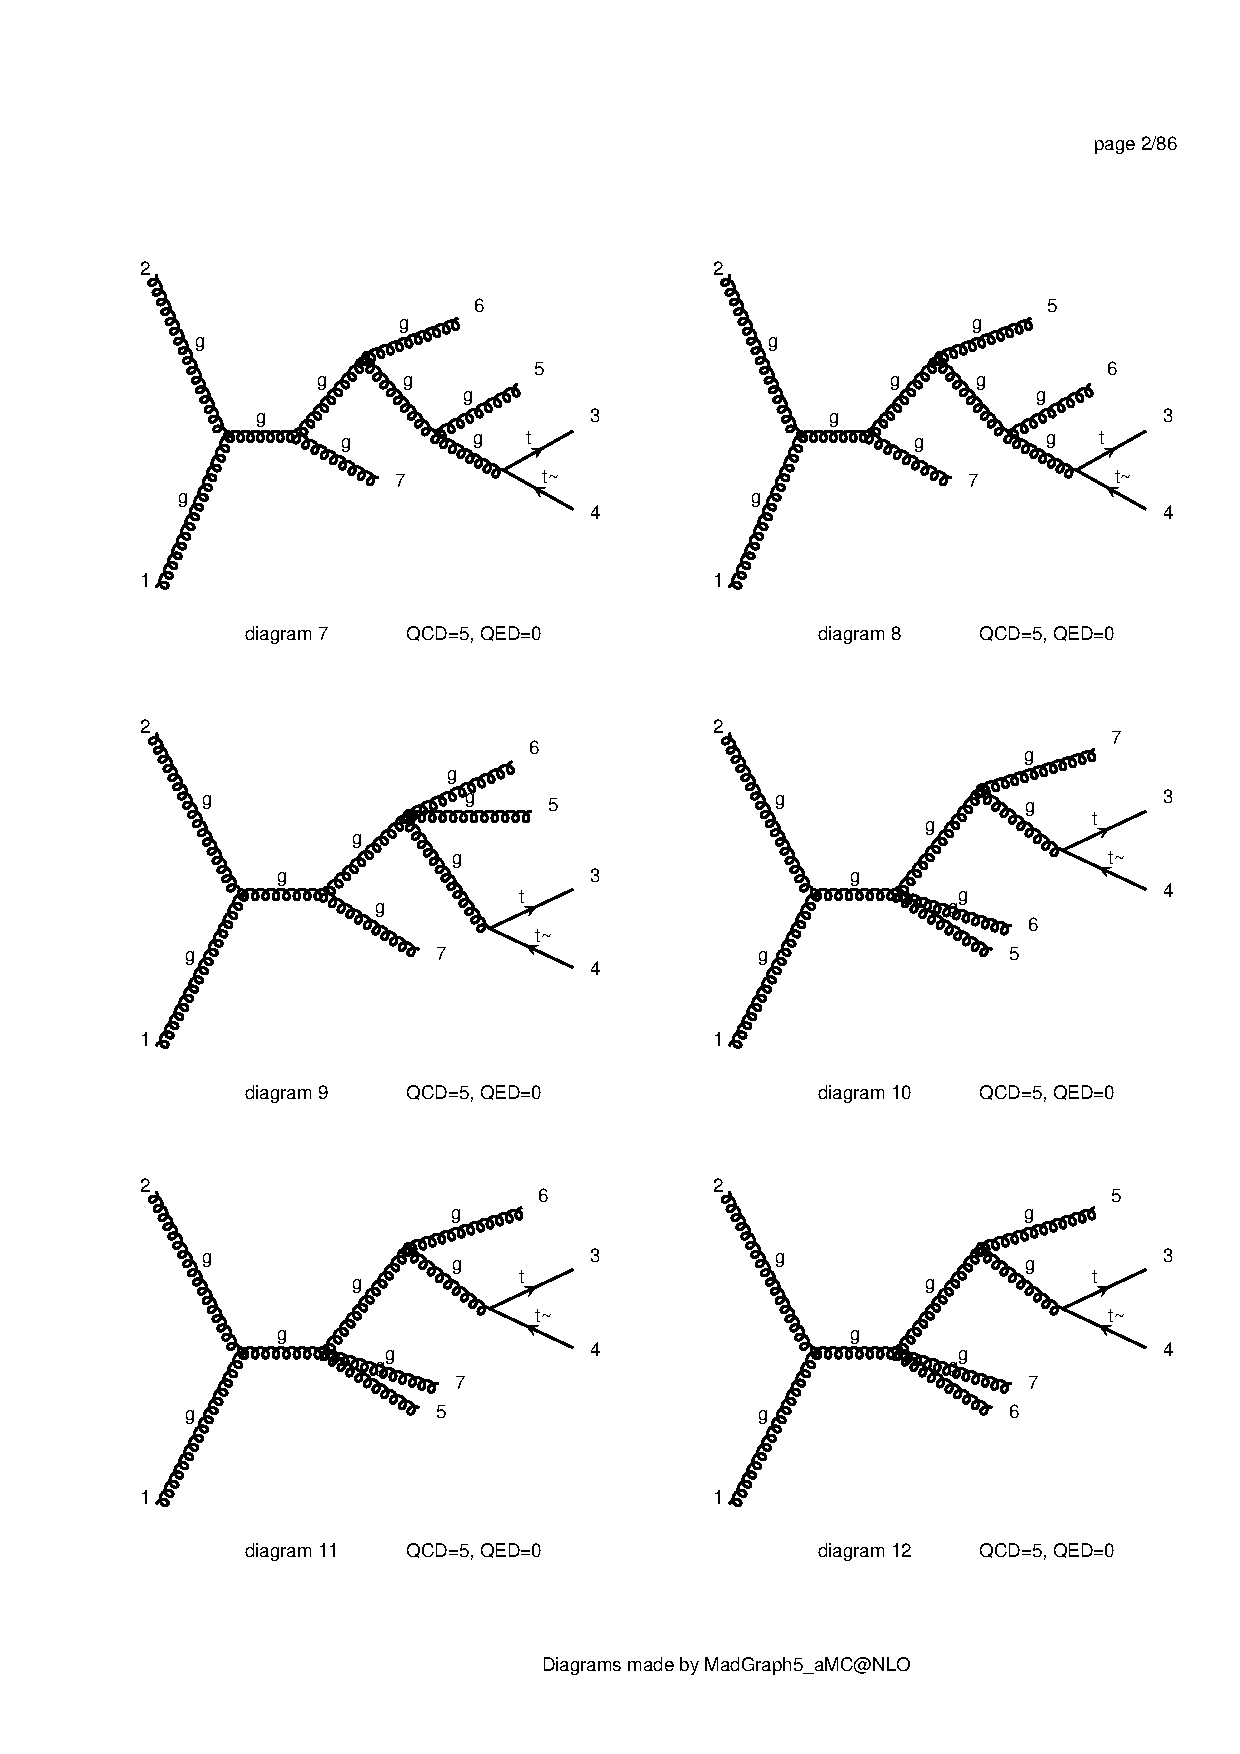 page 2/86
2
g
1
g
g
g
g
7
g
6
g
g
5
g
t
3
t~
4
diagram 7 QCD=5, QED=0
2
g
1
g
g
g
g
7
g
5
g
g
6
g
t
3
t~
4
diagram 8 QCD=5, QED=0
2
g
1
g
g
g
g
7
g
6
g
5
g
t
3
t~
4
diagram 9 QCD=5, QED=0
2
g
1
g
g
g
g
7
g
t
3
t~
4
g
6
g
5
diagram 10 QCD=5, QED=0
2
g
1
g
g
g
g
6
g
t
3
t~
4
g
7
g
5
diagram 11 QCD=5, QED=0
2
g
1
g
g
g
g
5
g
t
3
t~
4
g
7
g
6
diagram 12 QCD=5, QED=0
Diagrams made by MadGraph5_aMC@NLO